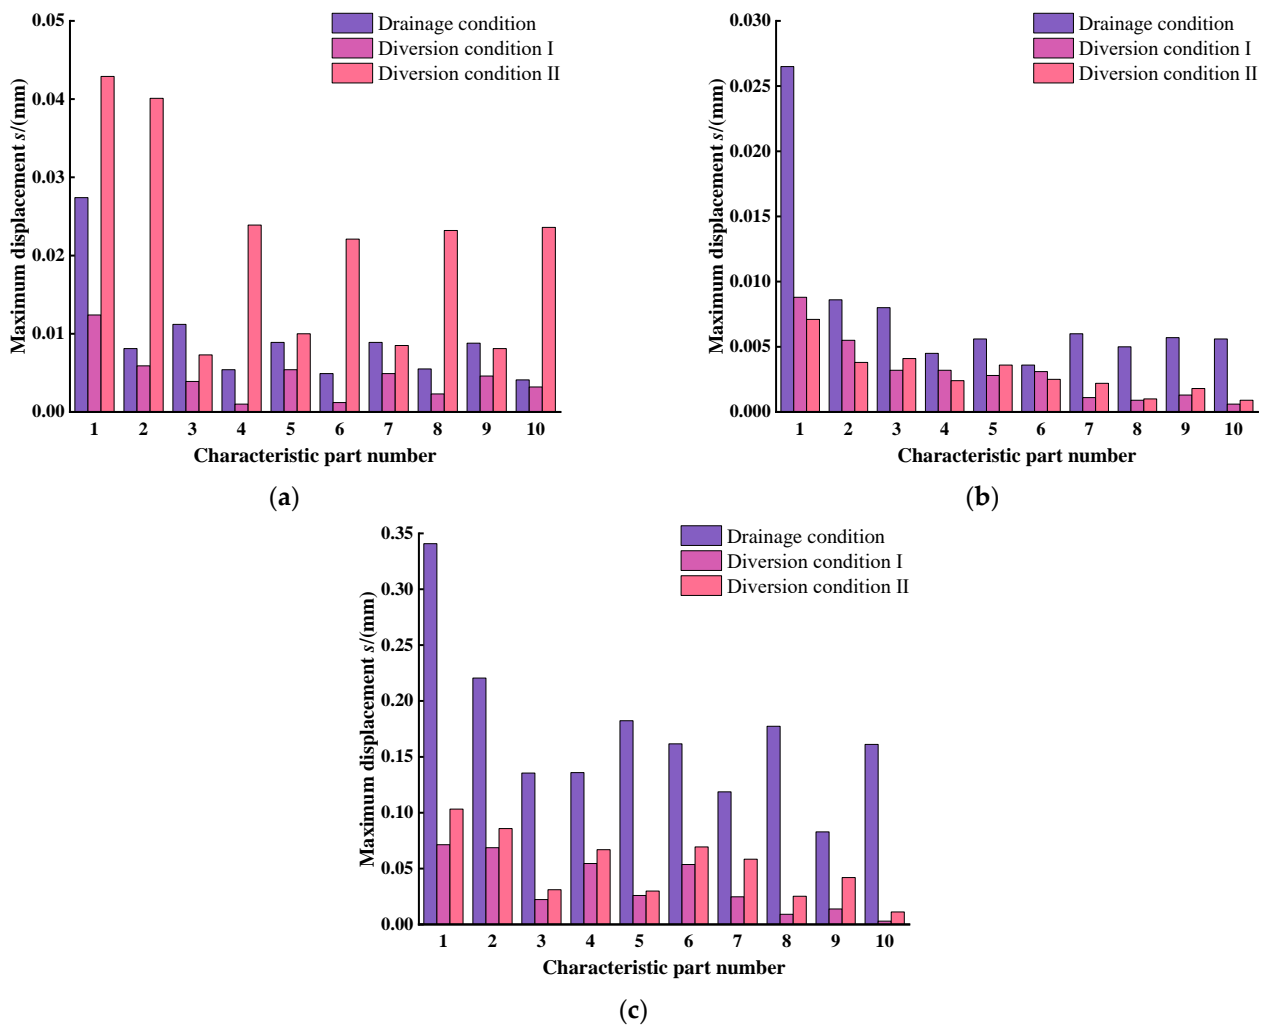 0.05
0.04
0.03
0.02
0.01
0.00
Maximum displacement s/(mm)
Drainage condition
Diversion condition I
Diversion condition II
1 2 3 4 5 6 7 8 9 10
Characteristic part number
(a)
0.030
0.025
0.020
0.015
0.010
0.005
0.000
Maximum displacement s/(mm)
Drainage condition
Diversion condition I
Diversion condition II
1 2 3 4 5 6 7 8 9 10
Characteristic part number
(b)
0.35
0.30
0.25
0.20
0.15
0.10
0.05
0.00
Maximum displacement s/(mm)
Drainage condition
Diversion condition I
Diversion condition II
1 2 3 4 5 6 7 8 9 10
Characteristic part number
(c)